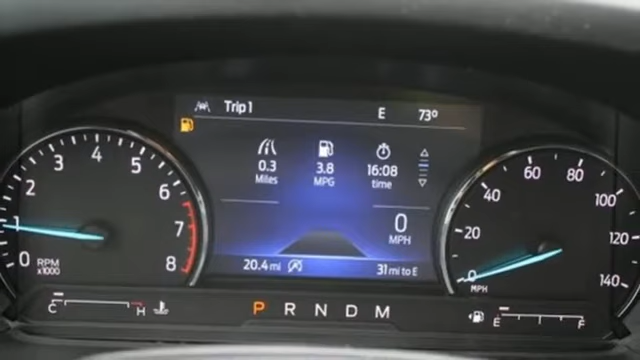 Trip 1 E 73°
0.3 3.8 16:08
Miles MPG time
0
MPH
20.4 mi 31 mi to E
0 1 2 3 4 5 6 7 8
RPM
x1000
0 20 40 60 80 100 120 140
MPH
C H
P R N D M
E F